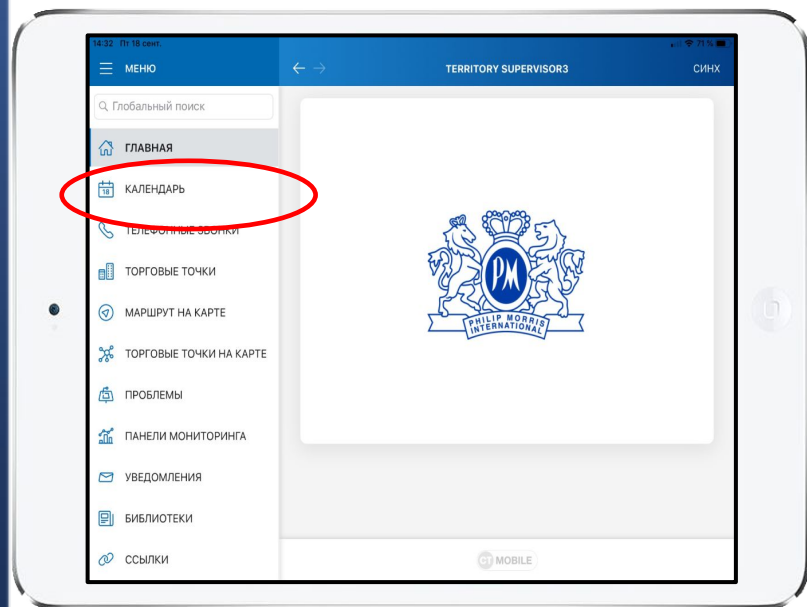 14:32 Пт 18 сент.
71 %
МЕНЮ
TERRITORY SUPERVISOR3
СИНХ
Глобальный поиск
ГЛАВНАЯ
18
КАЛЕНДАРЬ
ТЕЛЕФОННЫЕ ЗВОНКИ
ТОРГОВЫЕ ТОЧКИ
МАРШРУТ НА КАРТЕ
ТОРГОВЫЕ ТОЧКИ НА КАРТЕ
ПРОБЛЕМЫ
ПАНЕЛИ МОНИТОРИНГА
УВЕДОМЛЕНИЯ
БИБЛИОТЕКИ
ССЫЛКИ
PM
PHILIP MORRIS
INTERNATIONAL
CT MOBILE